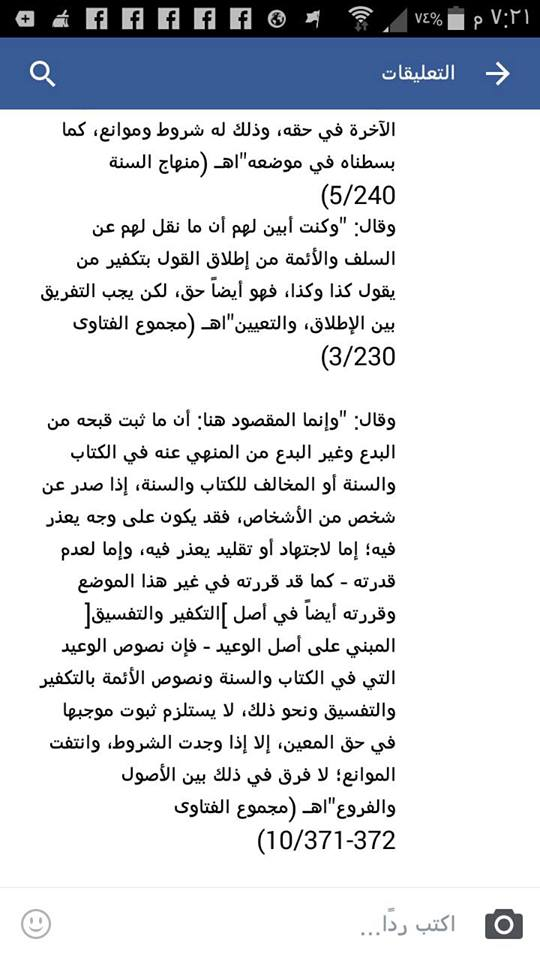 ٧:٢١ م ٧٤%
التعليقات
الآخرة في حقه، وذلك له شروط وموانع، كما
بسطناه في موضعه"اهـ (منهاج السنة
5/240)
وقال: "وكنت أبين لهم أن ما نقل لهم عن
السلف والأئمة من إطلاق القول بتكفير من
يقول كذا وكذا، فهو أيضاً حق، لكن يجب التفريق
بين الإطلاق، والتعيين"اهـ (مجموع الفتاوى
3/230)
وقال: "وإنما المقصود هنا: أن ما ثبت قبحه من
البدع وغير البدع من المنهي عنه في الكتاب
والسنة أو المخالف للكتاب والسنة، إذا صدر عن
شخص من الأشخاص، فقد يكون على وجه يعذر
فيه؛ إما لاجتهاد أو تقليد يعذر فيه، وإما لعدم
قدرته - كما قد قررته في غير هذا الموضع
وقررته أيضاً في أصل ]التكفير والتفسيق[
المبني على أصل الوعيد - فإن نصوص الوعيد
التي في الكتاب والسنة ونصوص الأئمة بالتكفير
والتفسيق ونحو ذلك، لا يستلزم ثبوت موجبها
في حق المعين، إلا إذا وجدت الشروط، وانتفت
الموانع؛ لا فرق في ذلك بين الأصول
والفروع"اهـ (مجموع الفتاوى
10/371-372)
اكتب ردًا...